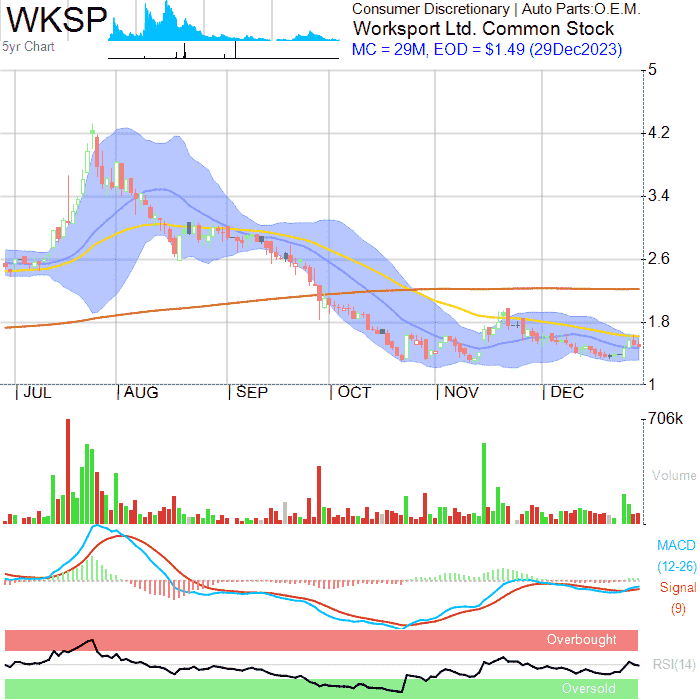 WKSP
5yr Chart
Consumer Discretionary | Auto Parts:O.E.M.
Worksport Ltd. Common Stock
MC = 29M, EOD = $1.49 (29Dec2023)
5
4.2
3.4
2.6
1.8
1
JUL AUG SEP OCT NOV DEC
706k
Volume
MACD
(12-26)
Signal
(9)
Overbought
RSI(14)
Oversold